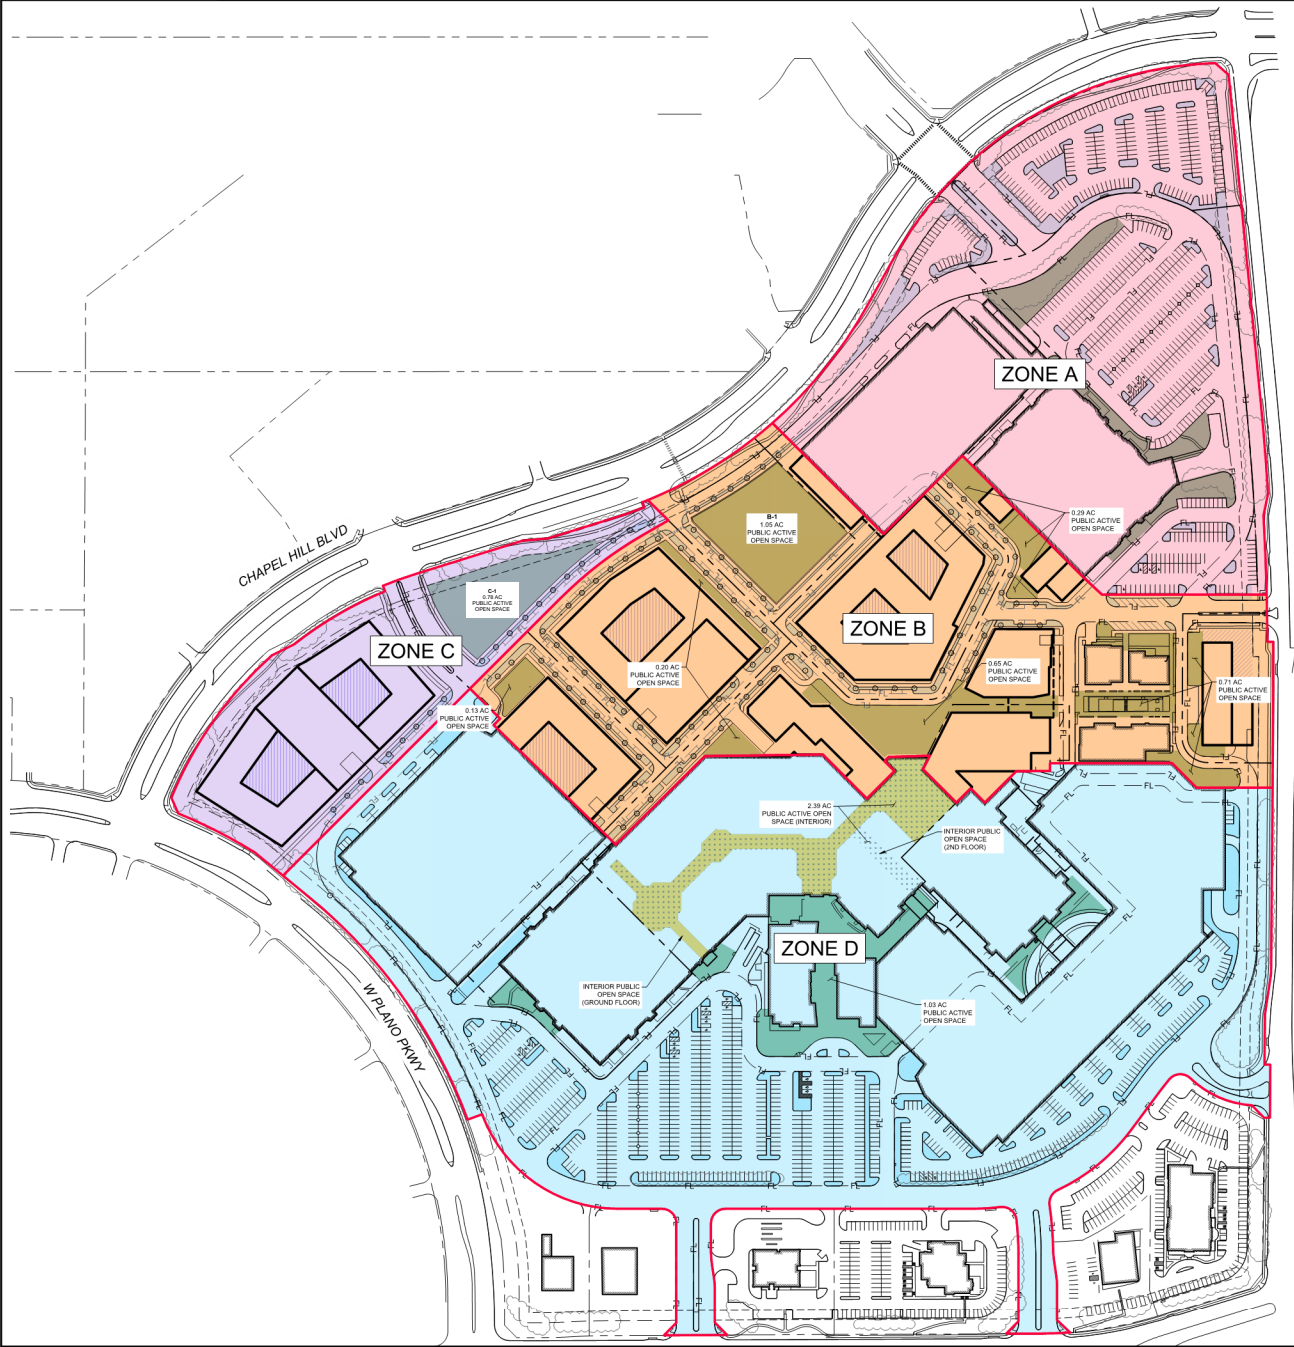 ZONE A
0.29 AC
PUBLIC ACTIVE
OPEN SPACE
B-1
1.05 AC
PUBLIC ACTIVE
OPEN SPACE
CHAPEL HILL BLVD
C-1
0.78 AC
PUBLIC ACTIVE
OPEN SPACE
ZONE B
ZONE C
0.20 AC
PUBLIC ACTIVE
OPEN SPACE
0.65 AC
PUBLIC ACTIVE
OPEN SPACE
0.71 AC
PUBLIC ACTIVE
OPEN SPACE
0.13 AC
PUBLIC ACTIVE
OPEN SPACE
2.39 AC
PUBLIC ACTIVE OPEN
SPACE (INTERIOR)
INTERIOR PUBLIC
OPEN SPACE
(2ND FLOOR)
ZONE D
INTERIOR PUBLIC
OPEN SPACE
(GROUND FLOOR)
1.03 AC
PUBLIC ACTIVE
OPEN SPACE
W PLANO PKWY